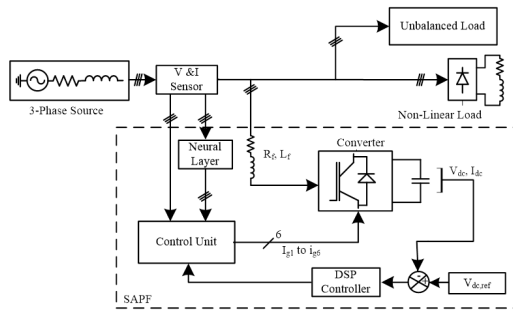 Unbalanced Load
V &I
Sensor
3-Phase Source
Non-Linear Load
Neural
Layer
Rf, Lf
Converter
Vdc, Idc
Control Unit
6
Ig1 to ig6
DSP
Controller
-
+
Vdc,ref
SAPF